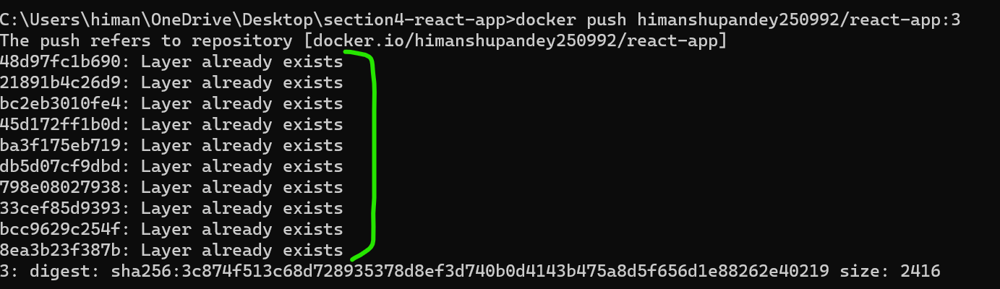 C:\Users\himan\OneDrive\Desktop\section4-react-app>docker push himanshupandey250992/react-app:3
The push refers to repository [docker.io/himanshupandey250992/react-app]
48d97fc1b690: Layer already exists
21891b4c26d9: Layer already exists
bc2eb3010fe4: Layer already exists
45d172ff1b0d: Layer already exists
ba3f175eb719: Layer already exists
db5d07cf9dbd: Layer already exists
798e08027938: Layer already exists
33cef85d9393: Layer already exists
bcc9629c254f: Layer already exists
8ea3b23f387b: Layer already exists
3: digest: sha256:3c874f513c68d728935378d8ef3d740b0d4143b475a8d5f656d1e88262e40219 size: 2416